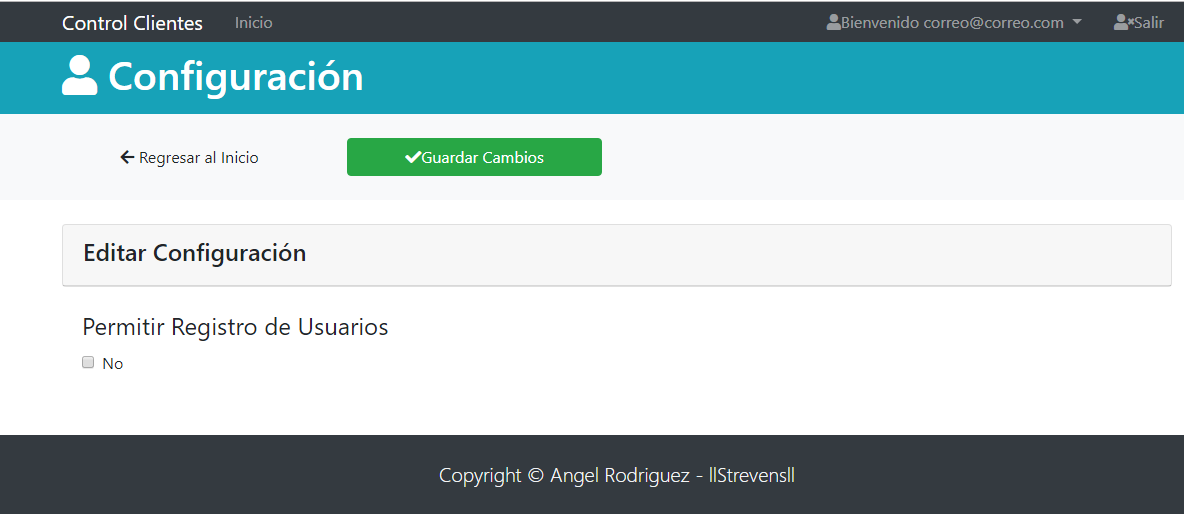 Control Clientes Inicio Bienvenido correo@correo.com Salir
Configuración
Regresar al Inicio Guardar Cambios
Editar Configuración
Permitir Registro de Usuarios
No
Copyright © Angel Rodriguez - llStrevensll